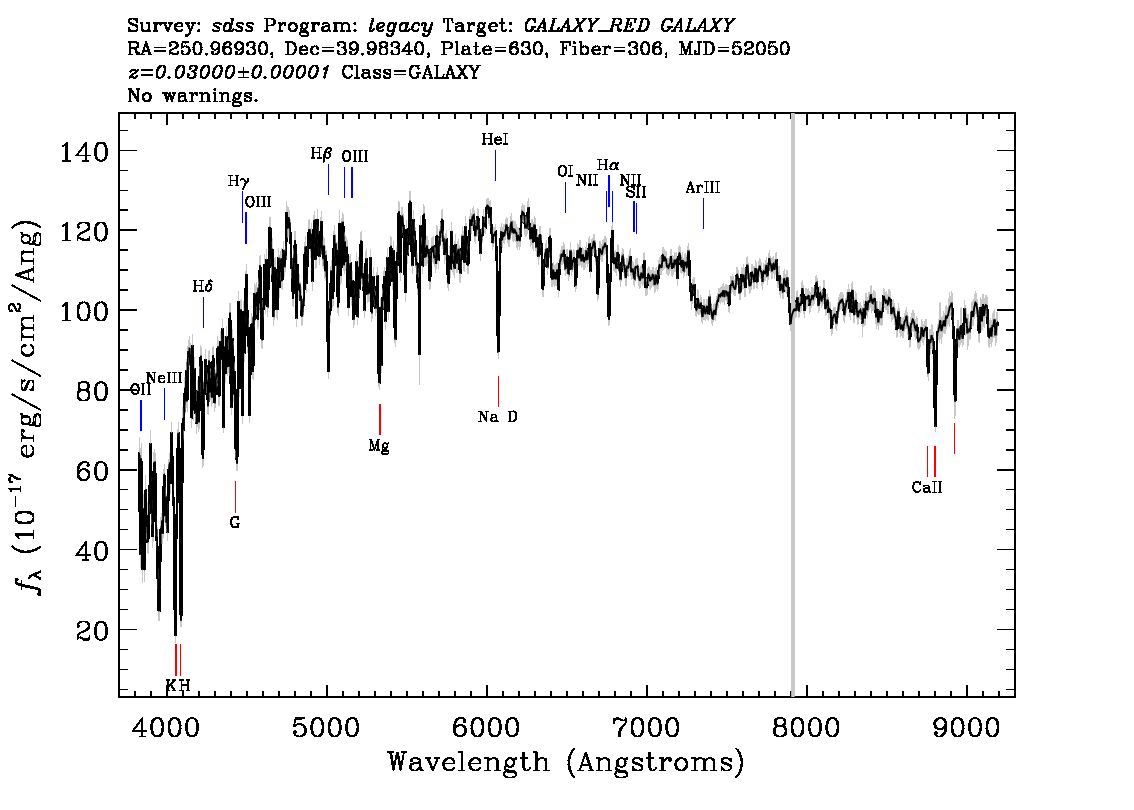 Survey: sdss Program: legacy Target: GALAXY_RED GALAXY
RA=250.96930, Dec=39.98340, Plate=630, Fiber=306, MJD=52050
z=0.03000±0.00001 Class=GALAXY
No warnings.
140
120
100
80
60
40
20
fλ (10⁻¹⁷ erg/s/cm²/Ang)
HeI
Hβ OIII
OI NII Hα NII
SII
ArIII
Hγ
OIII
Hδ
NeIII
OII
Na D
Mg
CaII
G
K H
4000 5000 6000 7000 8000 9000
Wavelength (Angstroms)